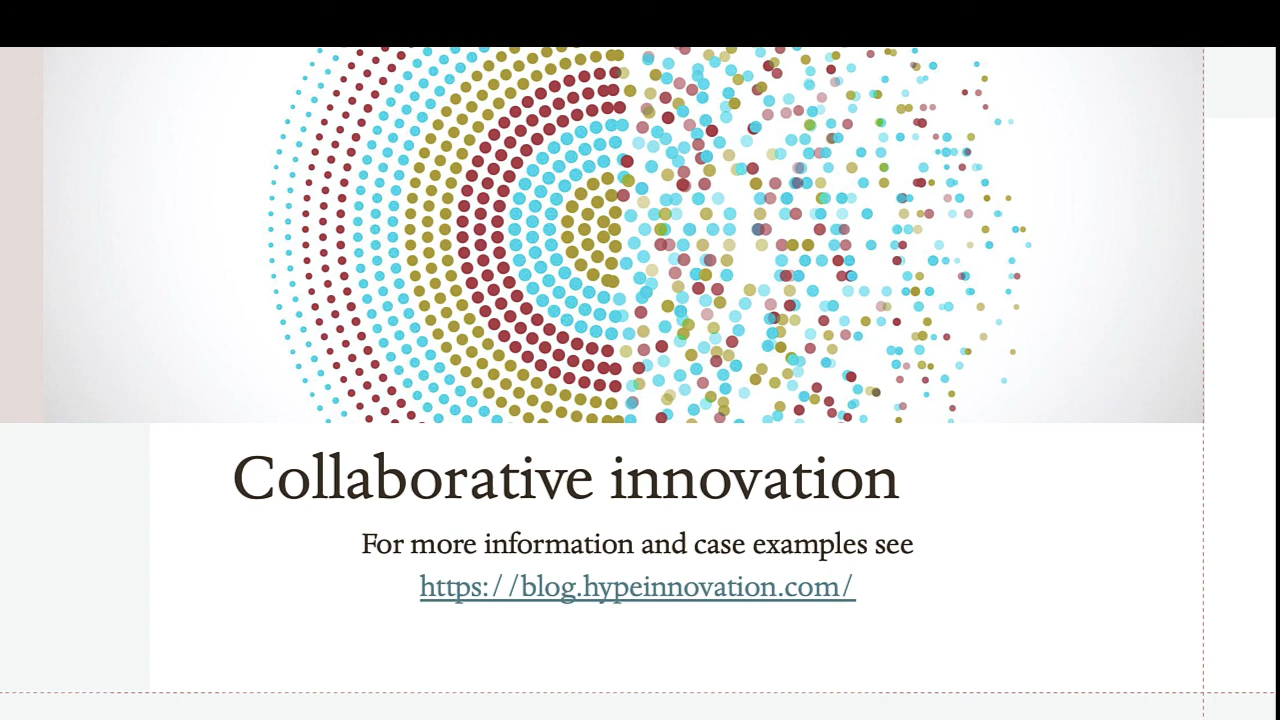 Collaborative innovation
For more information and case examples see
https://blog.hypeinnovation.com/